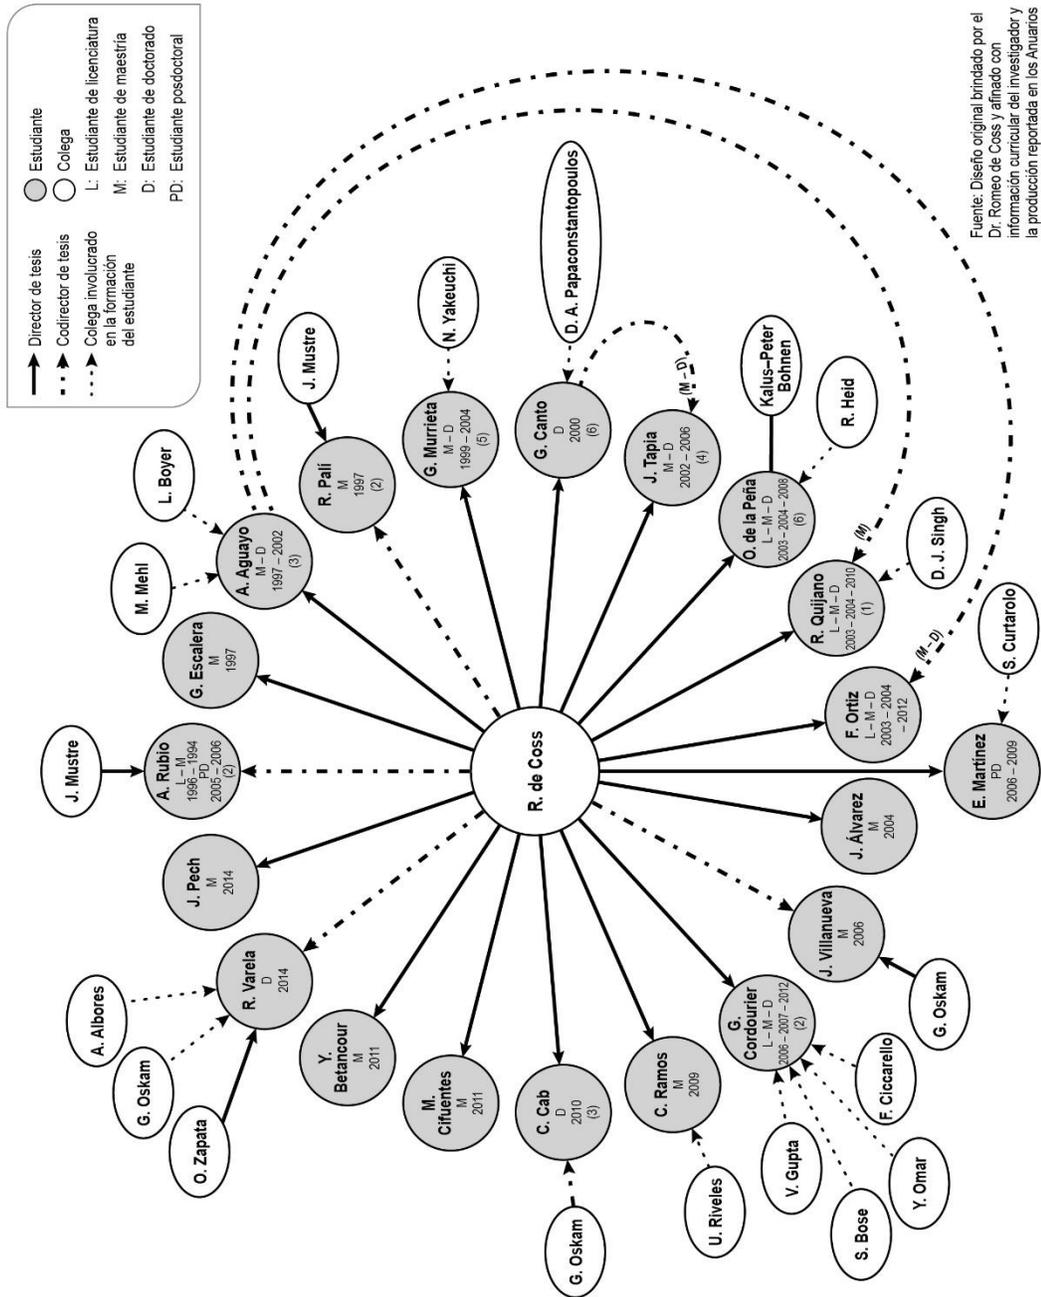 Director de tesis
Codirector de tesis
Colega involucrado
en la formación
del estudiante
Estudiante
Colega
L: Estudiante de licenciatura
M: Estudiante de maestría
D: Estudiante de doctorado
PD: Estudiante posdoctoral
R. de Coss
J. Mustre
A. Rubio
L – M
1996 – 1994
PD
2005 – 2006
(2)
G. Escalera
M
1997
M. Mehl
L. Boyer
A. Aguayo
M – D
1997 – 2002
(3)
J. Mustre
R. Palí
M
1997
(2)
N. Yakeuchi
G. Murrieta
M – D
1999 – 2004
(5)
D. A. Papaconstantopoulos
G. Canto
D
2000
(6)
(M – D)
J. Tapia
M – D
2002 – 2006
(4)
Kalus–Peter
Bohnen
R. Heid
O. de la Peña
L – M – D
2003 – 2004 – 2008
(6)
(M)
D. J. Singh
R. Quijano
L – M – D
2003 – 2004 – 2010
(1)
(M – D)
F. Ortiz
L – M – D
2003 – 2004
– 2012
S. Curtarolo
E. Martínez
PD
2006 – 2009
J. Álvarez
M
2004
J. Villanueva
M
2006
G. Oskam
G.
Cordourier
L – M – D
2006 – 2007 – 2012
(2)
F. Ciccarello
Y. Omar
S. Bose
V. Gupta
C. Ramos
M
2009
U. Riveles
C. Cab
D
2010
(3)
G. Oskam
M.
Cifuentes
M
2011
Y.
Betancour
M
2011
R. Varela
D
2014
O. Zapata
G. Oskam
A. Albores
J. Pech
M
2014
Fuente: Diseño original brindado por el
Dr. Romeo de Coss y afinado con
información curricular del investigador y
la producción reportada en los Anuarios